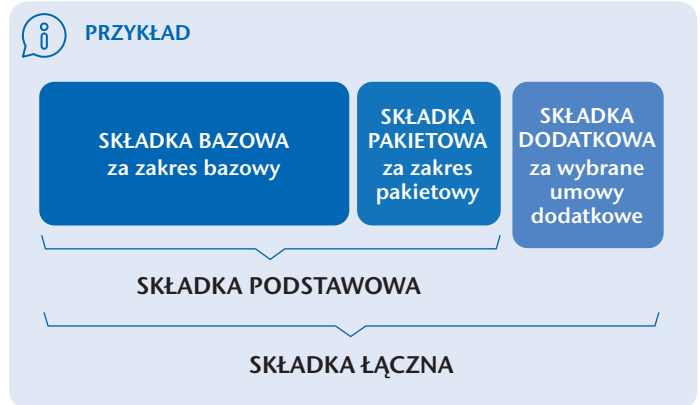 PRZYKŁAD
SKŁADKA BAZOWA
za zakres bazowy
SKŁADKA
PAKIETOWA
za zakres
pakietowy
SKŁADKA
DODATKOWA
za wybrane
umowy
dodatkowe
SKŁADKA PODSTAWOWA
SKŁADKA ŁĄCZNA